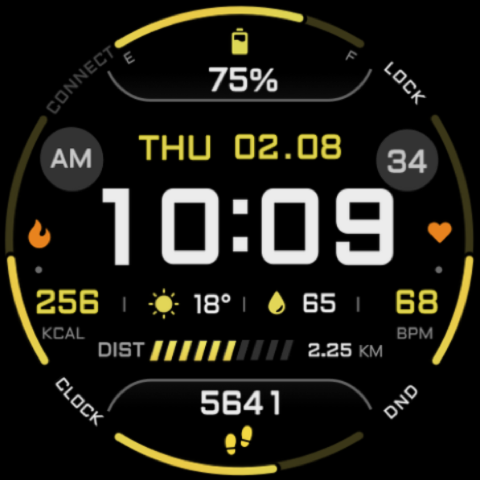 E F
75%
CONNECT LOCK
THU 02.08
AM 34
10:09
256 18° 65 68
KCAL BPM
DIST 2.25 KM
CLOCK 5641 DND